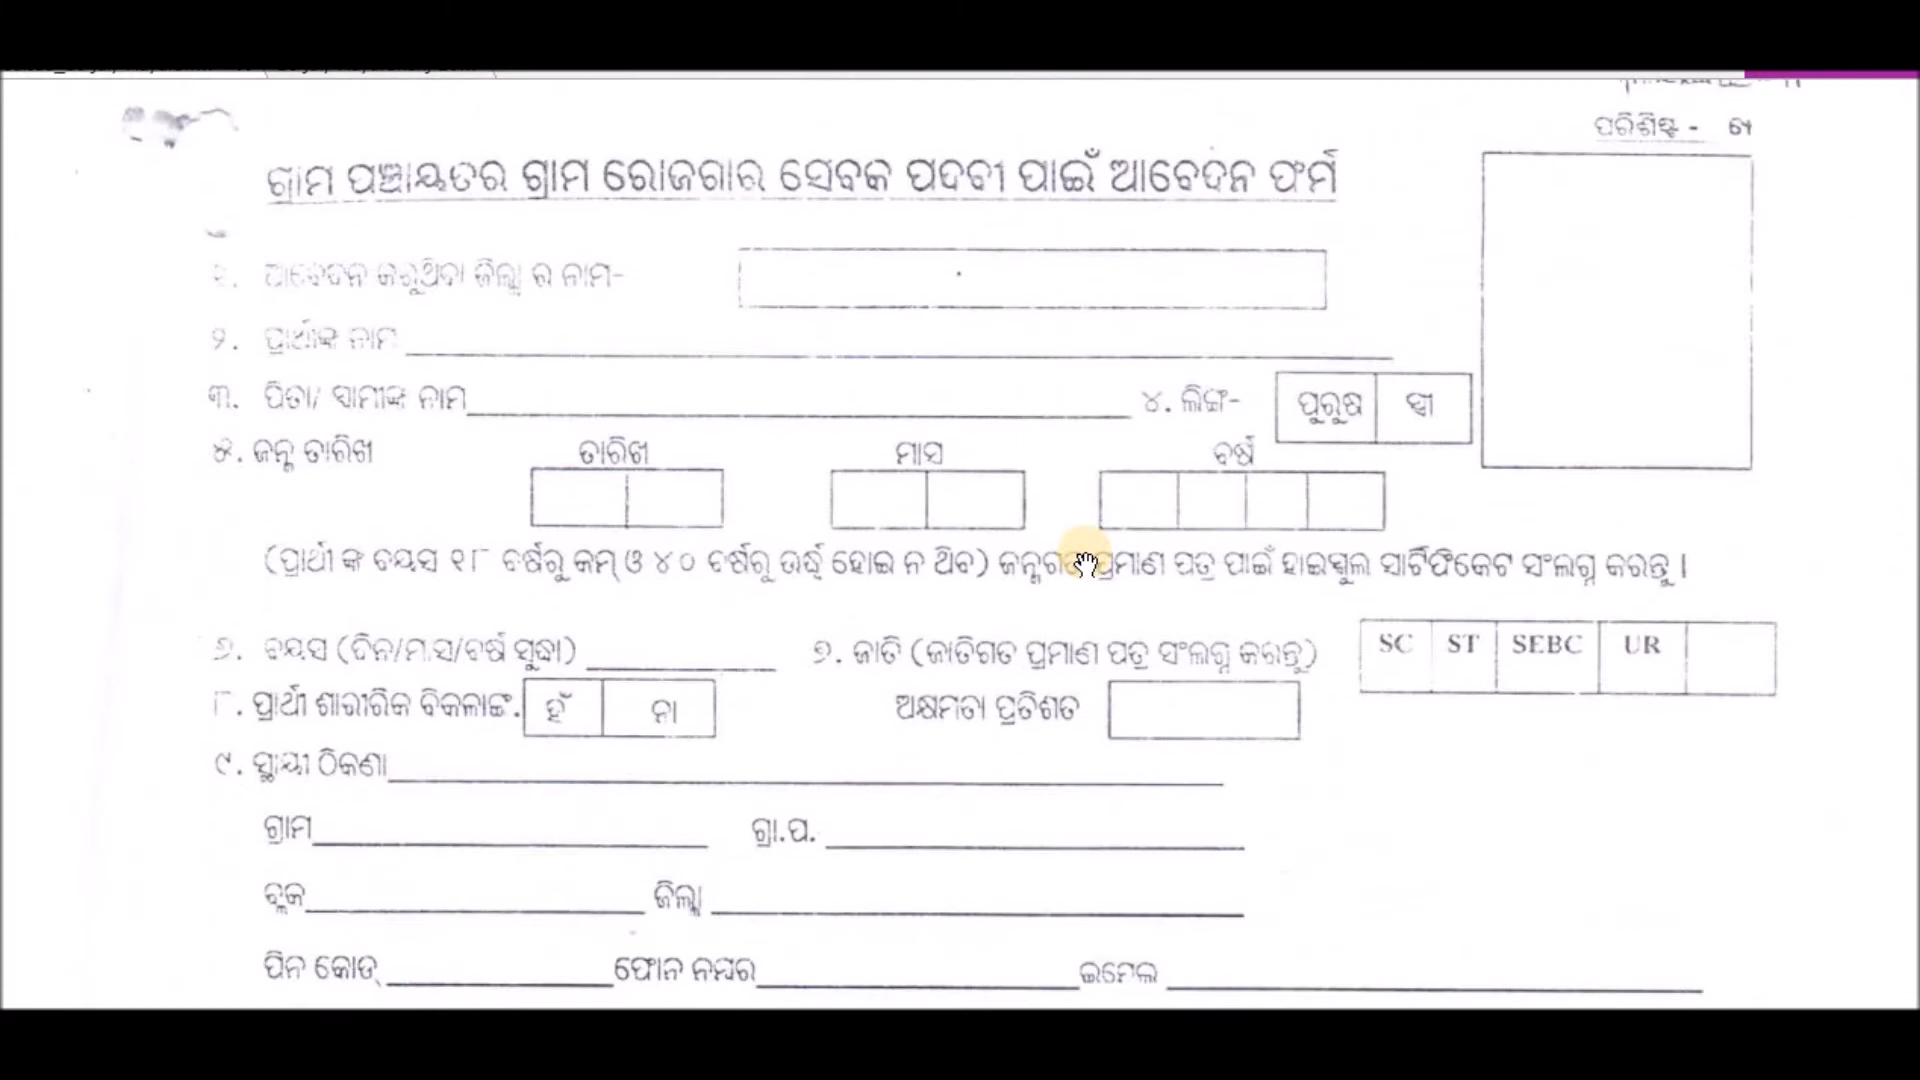 ପରିଶିଷ୍ଟ -
ଗ୍ରାମ ପଞ୍ଚାୟତର ଗ୍ରାମ ରୋଜଗାର ସେବକ ପଦବୀ ପାଇଁ ଆବେଦନ ଫର୍ମ
୧. ଆବେଦନ କରୁଥିବା ଜିଲ୍ଲା ର ନାମ-
୨. ପ୍ରାର୍ଥୀଙ୍କ ନାମ
୩. ପିତା/ ସ୍ୱାମୀଙ୍କ ନାମ ୪. ଲିଙ୍ଗ- ପୁରୁଷ ସ୍ତ୍ରୀ
୫. ଜନ୍ମ ତାରିଖ ତାରିଖ ମାସ ବର୍ଷ
(ପ୍ରାର୍ଥୀ ଙ୍କ ବୟସ ୧୮ ବର୍ଷରୁ କମ୍ ଓ ୪୦ ବର୍ଷରୁ ଉର୍ଦ୍ଧ୍ୱ ହୋଇ ନ ଥିବ) ଜନ୍ମଗତ ପ୍ରମାଣ ପତ୍ର ପାଇଁ ହାଇସ୍କୁଲ ସାର୍ଟିଫିକେଟ ସଂଲଗ୍ନ କରନ୍ତୁ ।
୬. ବୟସ (ଦିନ/ମାସ/ବର୍ଷ ସୁଦ୍ଧା) ୭. ଜାତି (ଜାତିଗତ ପ୍ରମାଣ ପତ୍ର ସଂଲଗ୍ନ କରନ୍ତୁ) SC ST SEBC UR
୮. ପ୍ରାର୍ଥୀ ଶାରୀରିକ ବିକଳାଙ୍ଗ. ହଁ ନା ଅକ୍ଷମତା ପ୍ରତିଶତ
୯. ସ୍ଥାୟୀ ଠିକଣା
ଗ୍ରାମ ଗ୍ରା.ପ.
ବ୍ଲକ ଜିଲ୍ଲା
ପିନ କୋଡ୍ ଫୋନ ନମ୍ବର ଇମେଲ